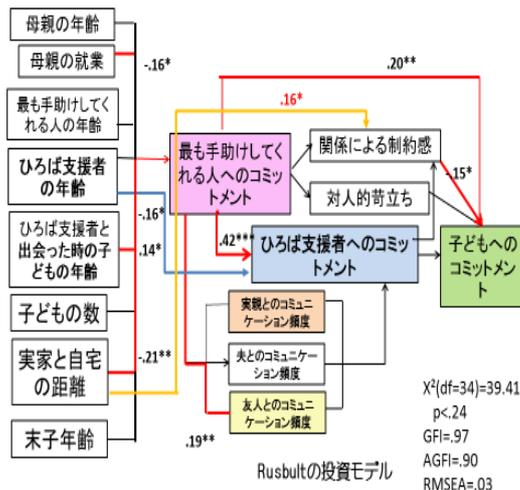 母親の年齢
母親の就業
最も手助けしてく
れる人の年齢
ひろば支援者
の年齢
ひろば支援者と
出会った時の子
どもの年齢
子どもの数
実家と自宅
の距離
末子年齢
-.16*
-.16*
.14*
-.21**
.16*
.20**
最も手助けしてく
れる人へのコミッ
トメント
関係による制約感
対人的苛立ち
-.15*
.42***
ひろば支援者へのコミッ
トメント
子どもへの
コミットメン
ト
実親とのコミュニ
ケーション頻度
夫とのコミュニケー
ション頻度
友人とのコミュニ
ケーション頻度
.19**
Rusbultの投資モデル
X²(df=34)=39.41
p<.24
GFI=.97
AGFI=.90
RMSEA=.03